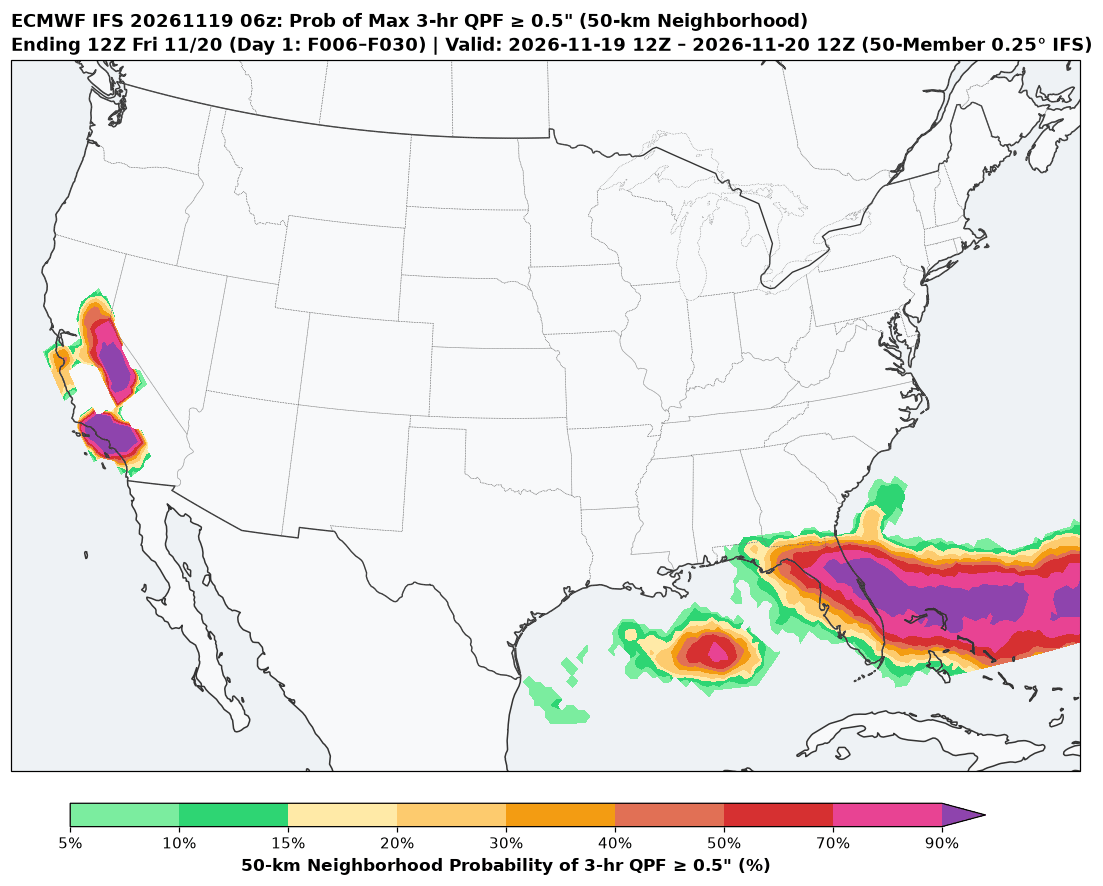 ECMWF IFS 20261119 06z: Prob of Max 3-hr QPF ≥ 0.5" (50-km Neighborhood)
Ending 12Z Fri 11/20 (Day 1: F006–F030) | Valid: 2026-11-19 12Z – 2026-11-20 12Z (50-Member 0.25° IFS)
5% 10% 15% 20% 30% 40% 50% 70% 90%
50-km Neighborhood Probability of 3-hr QPF ≥ 0.5" (%)